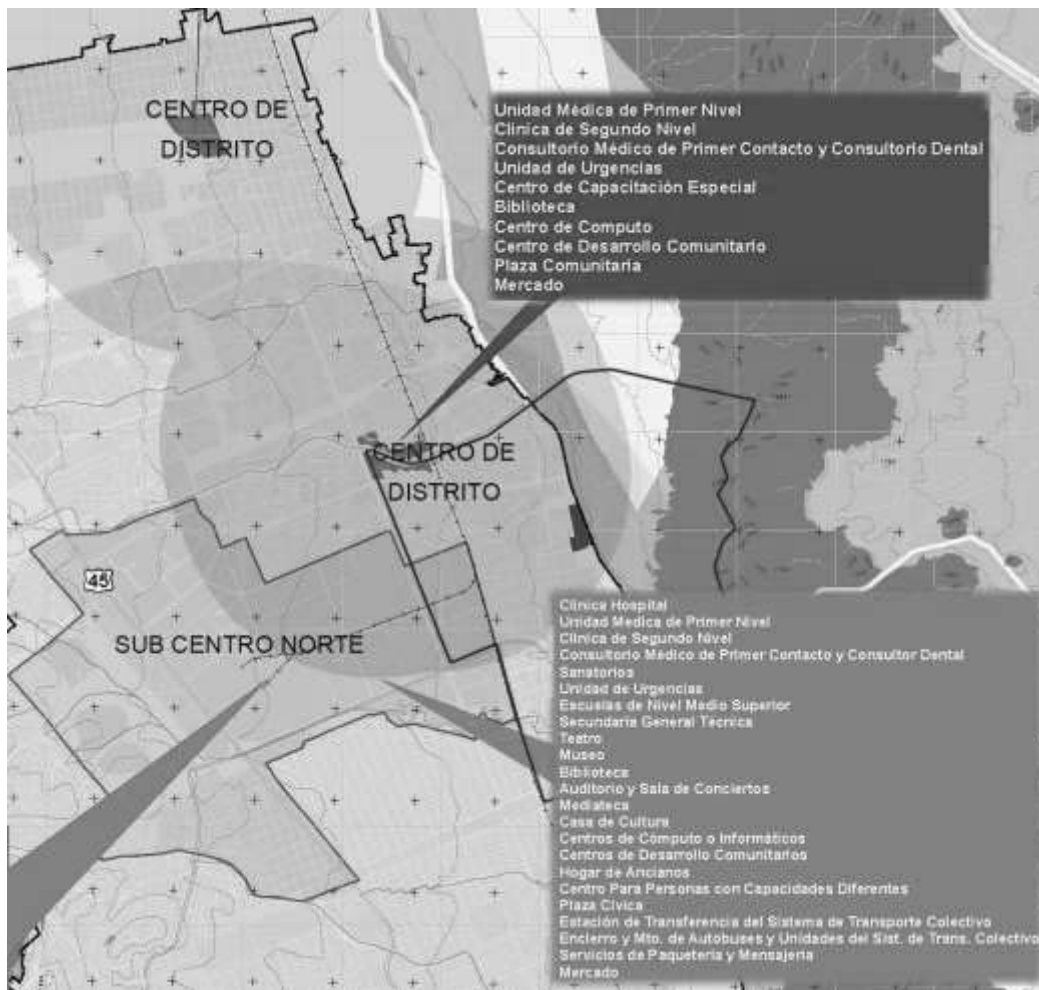 CENTRO DE
DISTRITO
Unidad Médica de Primer Nivel
Clínica de Segundo Nivel
Consultorio Médico de Primer Contacto y Consultorio Dental
Unidad de Urgencias
Centro de Capacitación Especial
Biblioteca
Centro de Computo
Centro de Desarrollo Comunitario
Plaza Comunitaria
Mercado
CENTRO DE
DISTRITO
45
SUB CENTRO NORTE
Clínica Hospital
Unidad Medica de Primer Nivel
Clinica de Segundo Nivel
Consultorio Médico de Primer Contacto y Consultor Dental
Sanatorios
Unidad de Urgencias
Escuelas de Nivel Medio Superior
Secundaria General Técnica
Teatro
Museo
Biblioteca
Auditorio y Sala de Conciertos
Mediateca
Casa de Cultura
Centros de Cómputo o Informáticos
Centros de Desarrollo Comunitarios
Hogar de Ancianos
Centro Para Personas con Capacidades Diferentes
Plaza Cívica
Estación de Transferencia del Sistema de Transporte Colectivo
Encierro y Mto. de Autobuses y Unidades del Sist. de Trans. Colectivo
Servicios de Paquetería y Mensajería
Mercado